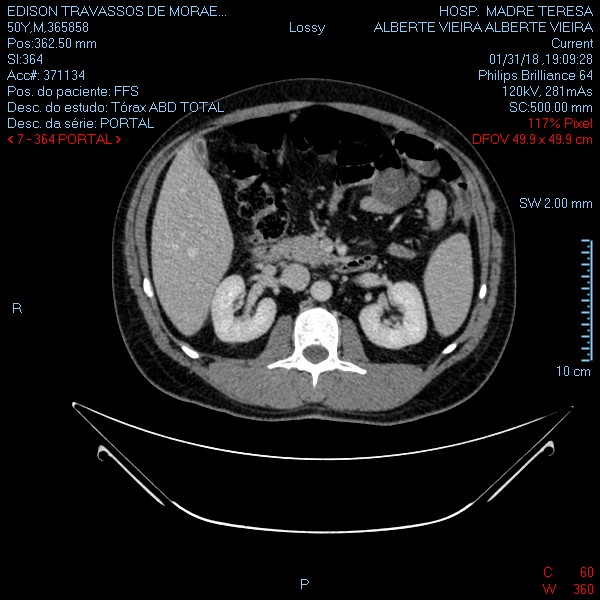 EDISON TRAVASSOS DE MORAE...
50Y,M,365858
Pos:362.50 mm
SI:364
Acc#: 371134
Pos. do paciente: FFS
Desc. do estudo: Tórax ABD TOTAL
Desc. da série: PORTAL
< 7 - 364 PORTAL >
Lossy
HOSP. MADRE TERESA
ALBERTE VIEIRA ALBERTE VIEIRA
Current
01/31/18 ,19:09:28
Philips Brilliance 64
120kV, 281mAs
SC:500.00 mm
117% Pixel
DFOV 49.9 x 49.9 cm
SW 2.00 mm
R
10 cm
P
C 60
W 360